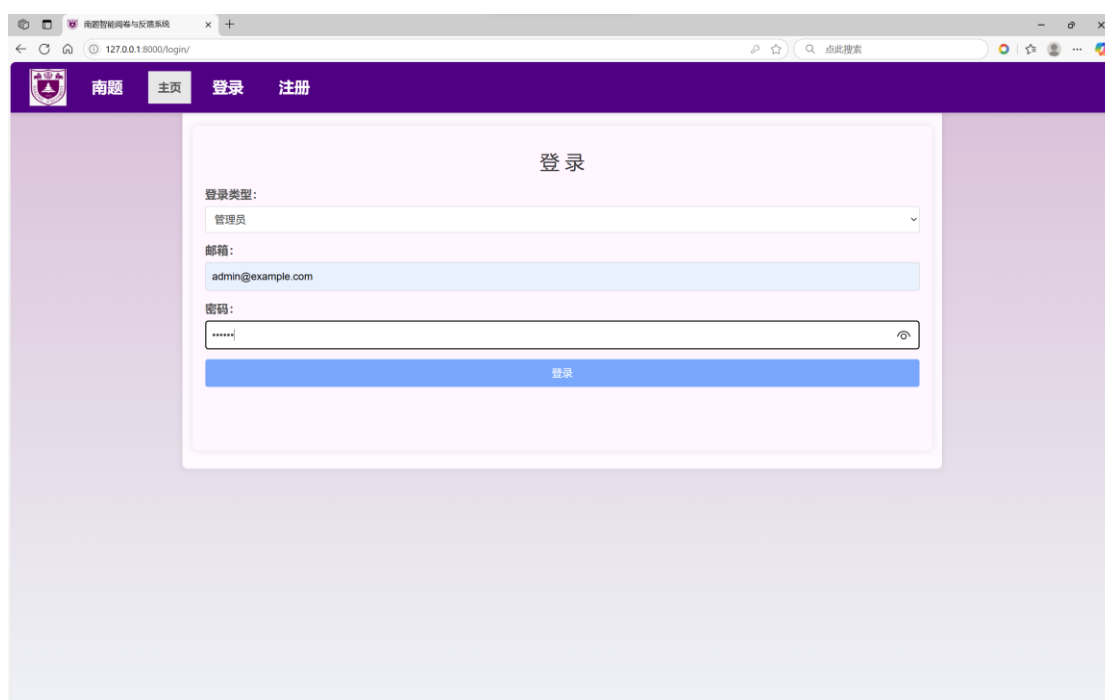 南题智能阅卷与反馈系统
127.0.0.1:8000/login/
点此搜索
南题 主页 登录 注册
登 录
登录类型：
管理员
邮箱：
admin@example.com
密码：
••••••
登录